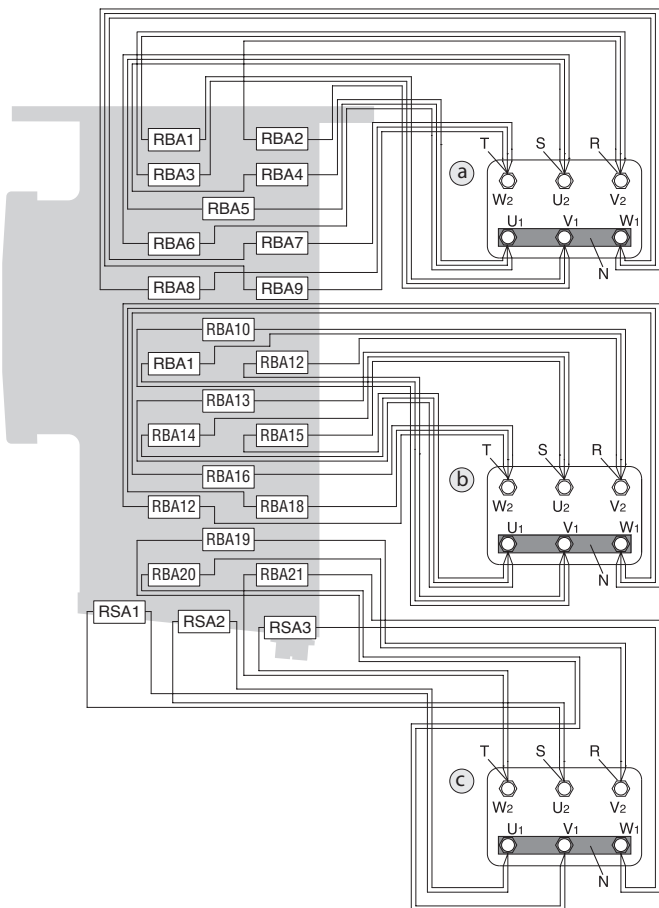 RBA1 RBA2
RBA3 RBA4
RBA5
RBA6 RBA7
RBA8 RBA9
T S R
a
W2 U2 V2
U1 V1 W1
N
RBA10
RBA1 RBA12
RBA13
RBA14 RBA15
RBA16
RBA12 RBA18
T S R
b
W2 U2 V2
U1 V1 W1
N
RBA19
RBA20 RBA21
RSA1 RSA2 RSA3
T S R
c
W2 U2 V2
U1 V1 W1
N